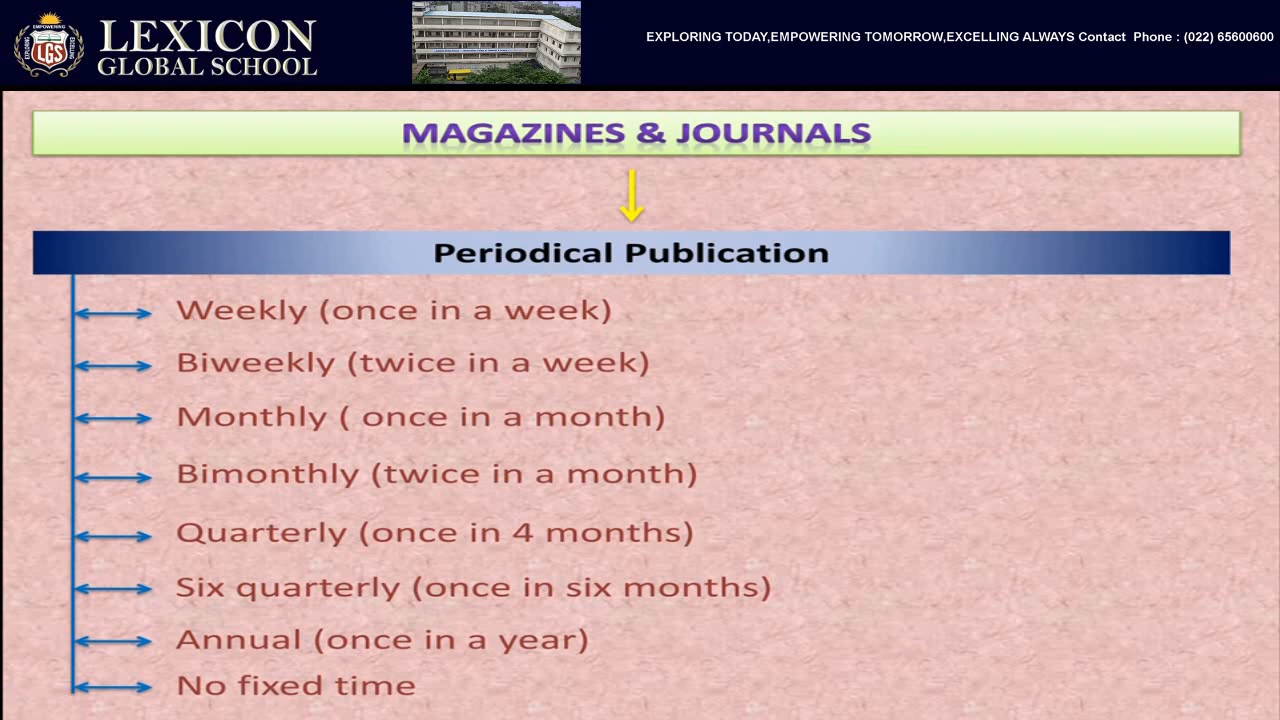 LEXICON
GLOBAL SCHOOL
EMPOWERING
LGS
EXPLORING TODAY,EMPOWERING TOMORROW,EXCELLING ALWAYS Contact Phone : (022) 65600600
MAGAZINES & JOURNALS
Periodical Publication
Weekly (once in a week)
Biweekly (twice in a week)
Monthly ( once in a month)
Bimonthly (twice in a month)
Quarterly (once in 4 months)
Six quarterly (once in six months)
Annual (once in a year)
No fixed time